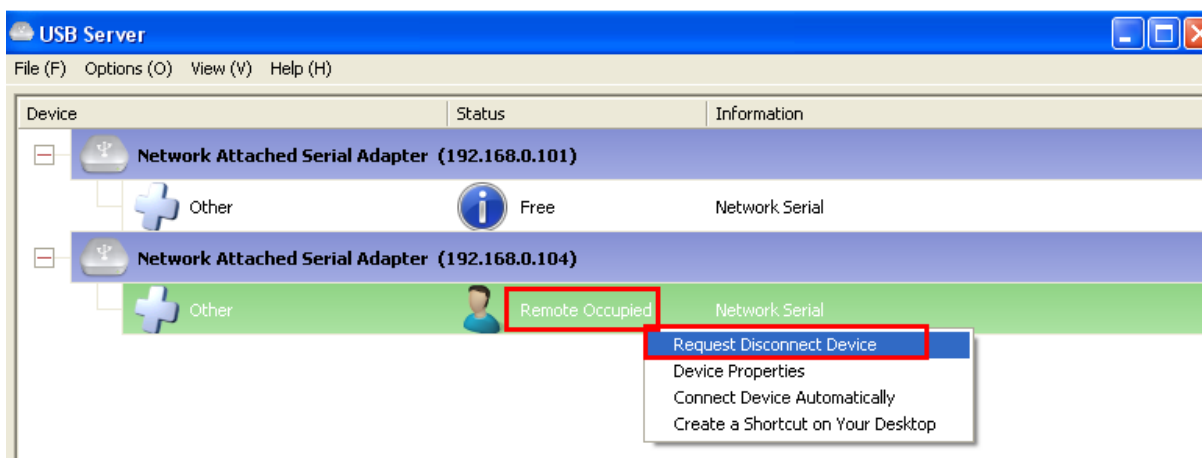 USB Server
File (F) Options (O) View (V) Help (H)
Device Status Information
Network Attached Serial Adapter (192.168.0.101)
Other Free Network Serial
Network Attached Serial Adapter (192.168.0.104)
Other Remote Occupied Network Serial
Request Disconnect Device
Device Properties
Connect Device Automatically
Create a Shortcut on Your Desktop